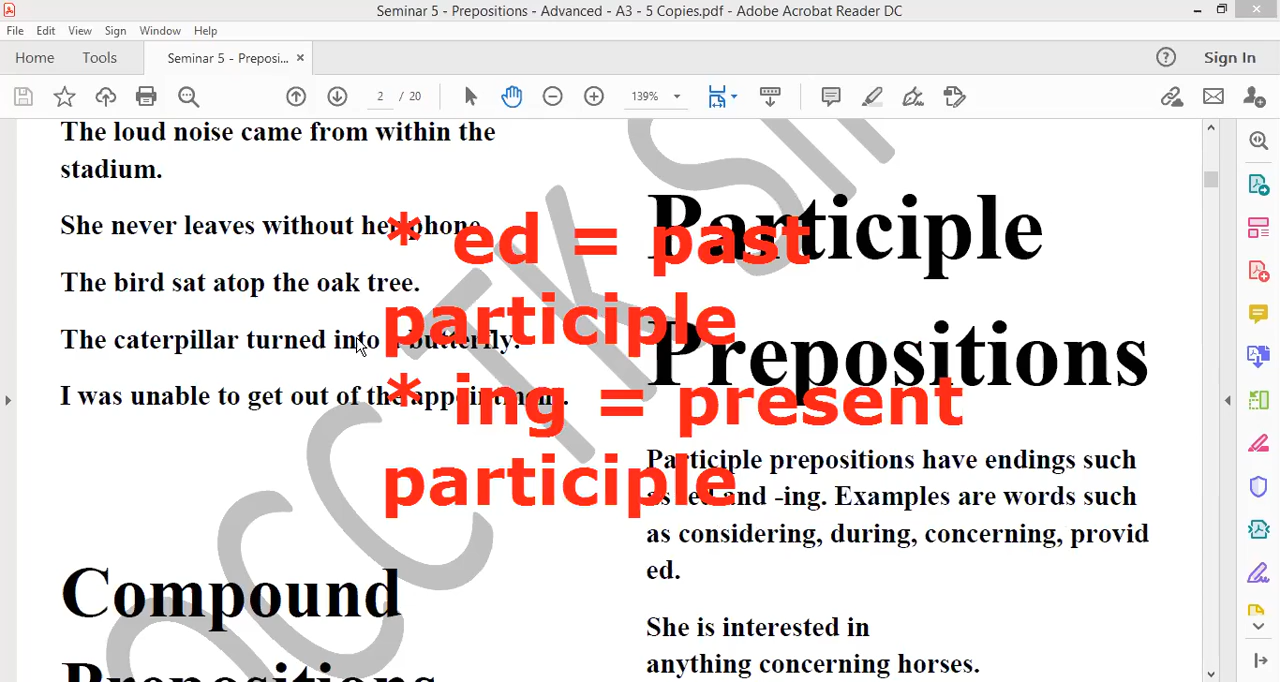 Seminar 5 - Prepositions - Advanced - A3 - 5 Copies.pdf - Adobe Acrobat Reader DC
File Edit View Sign Window Help
Home Tools Seminar 5 - Preposi... × Sign In
2 / 20 139%
The loud noise came from within the
stadium.
She never leaves without her phone
The bird sat atop the oak tree.
The caterpillar turned into a butterfly.
I was unable to get out of the appointment.
Compound
Prepositions
Participle
Prepositions
Participle prepositions have endings such
as -ed and -ing. Examples are words such
as considering, during, concerning, provid
ed.
She is interested in
anything concerning horses.
* ed = past
participle
* ing = present
participle